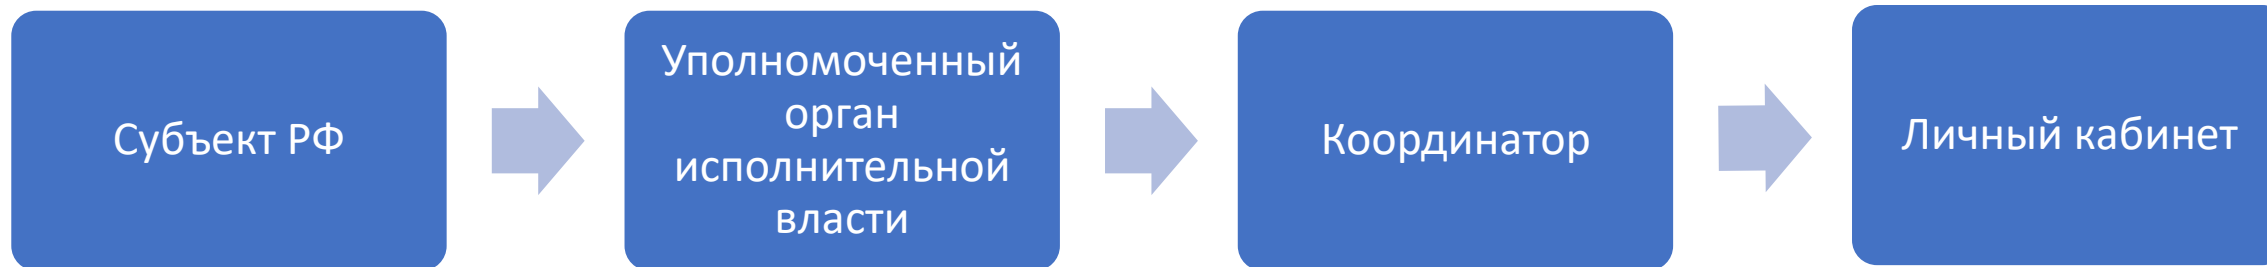 Субъект РФ
Уполномоченный
орган
исполнительной
власти
Координатор
Личный кабинет